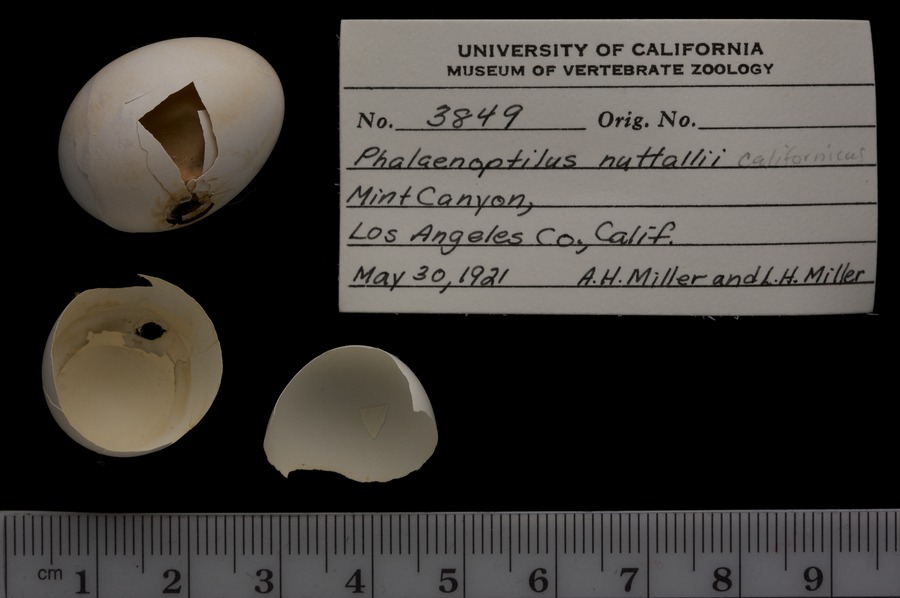 UNIVERSITY OF CALIFORNIA
MUSEUM OF VERTEBRATE ZOOLOGY
No. 3849 Orig. No.
Phalaenoptilus nuttallii californicus
Mint Canyon,
Los Angeles Co., Calif.
May 30, 1921 A.H. Miller and L.H. Miller
cm 1 2 3 4 5 6 7 8 9